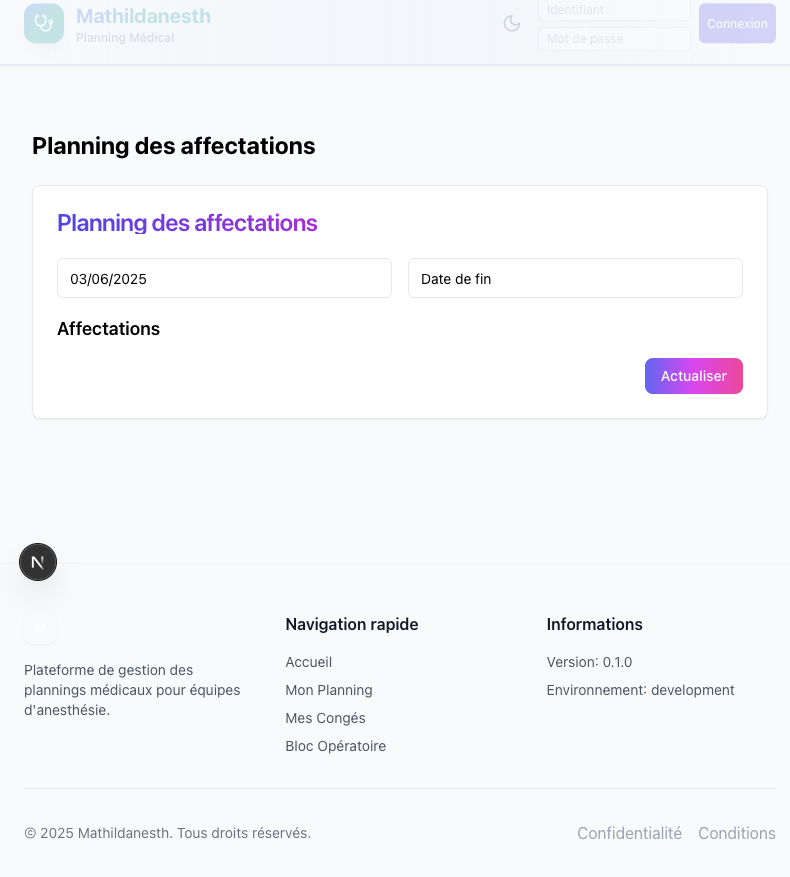 Mathildanesth
Planning Médical
Identifiant
Mot de passe
Connexion
Planning des affectations
Planning des affectations
03/06/2025
Date de fin
Affectations
Actualiser
N
M
Plateforme de gestion des
plannings médicaux pour équipes
d'anesthésie.
Navigation rapide
Accueil
Mon Planning
Mes Congés
Bloc Opératoire
Informations
Version: 0.1.0
Environnement: development
© 2025 Mathildanesth. Tous droits réservés.
Confidentialité
Conditions